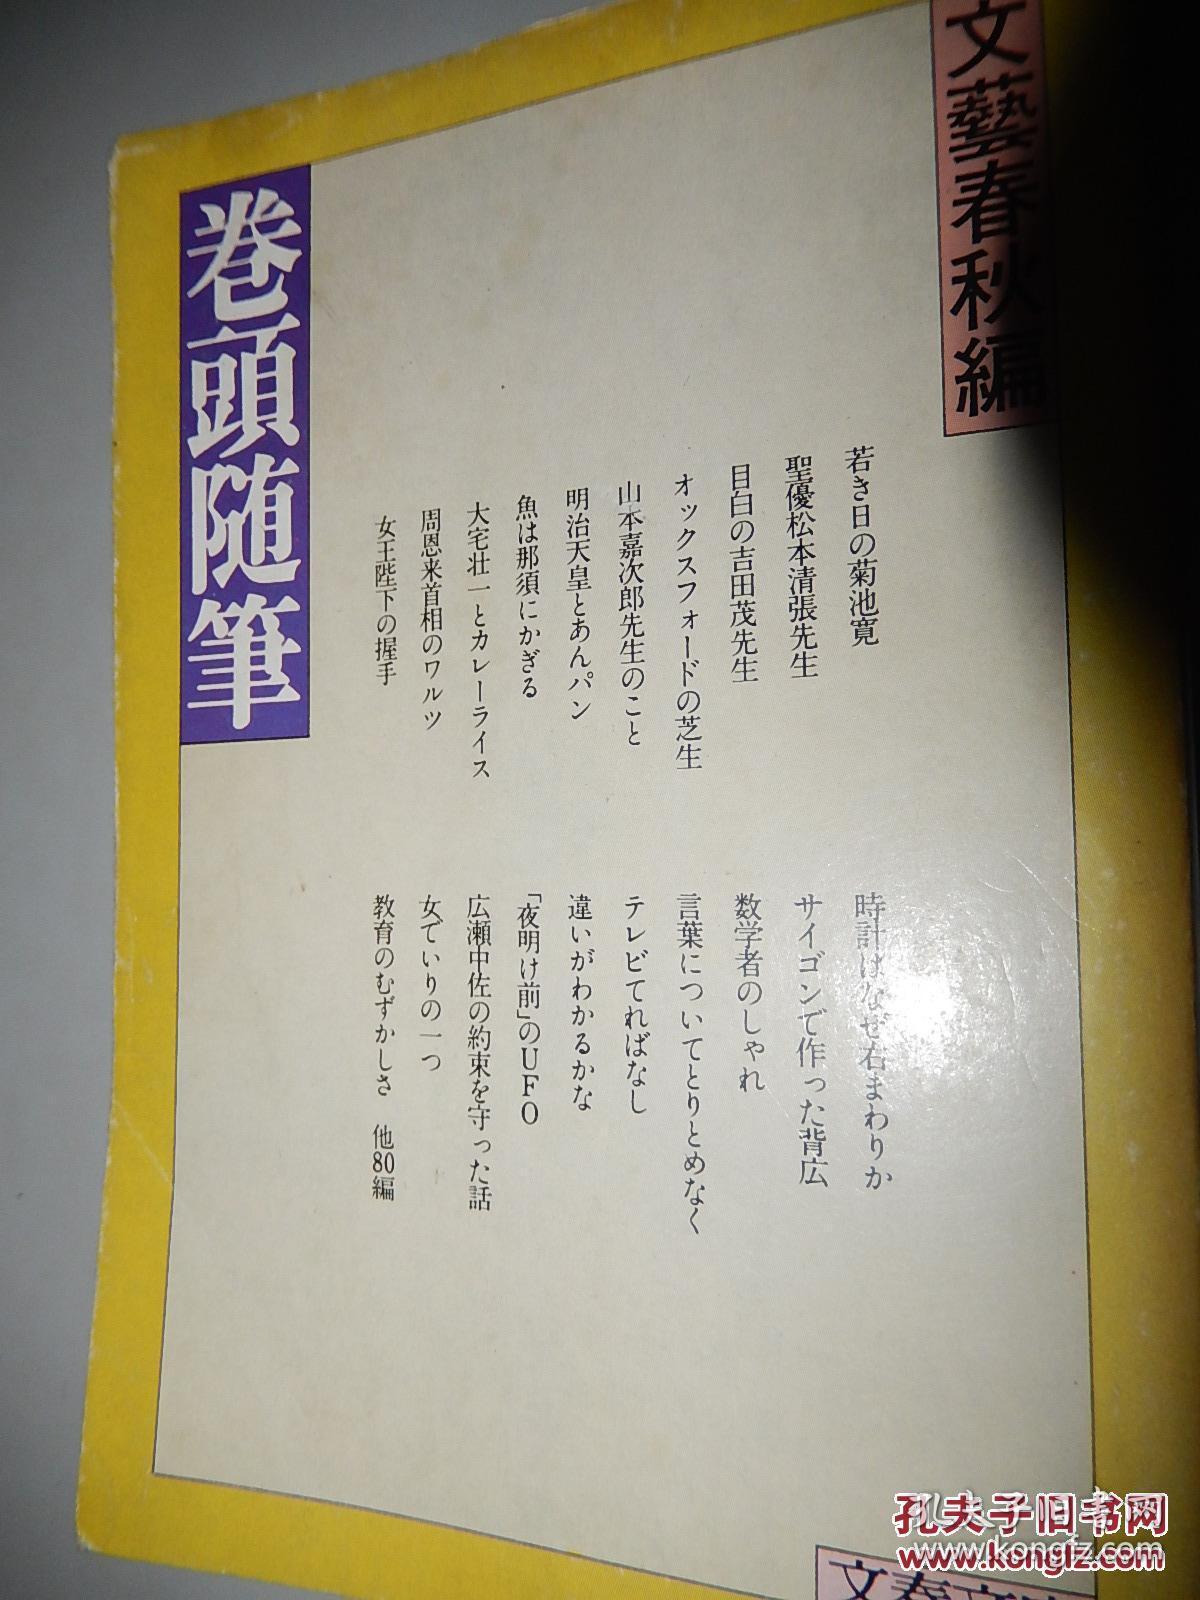 文藝春秋編
若き日の菊池寛
聖優松本清張先生
目白の吉田茂先生
オックスフォードの芝生
山本嘉次郎先生のこと
明治天皇とあんパン
魚は那須にかぎる
大宅壮一とカレーライス
周恩来首相のワルツ
女王陛下の握手
時計はなぜ右まわりか
サイゴンで作った背広
数学者のしゃれ
言葉についてとりとめなく
テレビてればなし
違いがわかるかな
「夜明け前」のUFO
広瀬中佐の約束を守った話
女でいりの一つ
教育のむずかしさ 他80編
巻頭随筆
文春文
孔夫子旧书网
www.kongfz.com